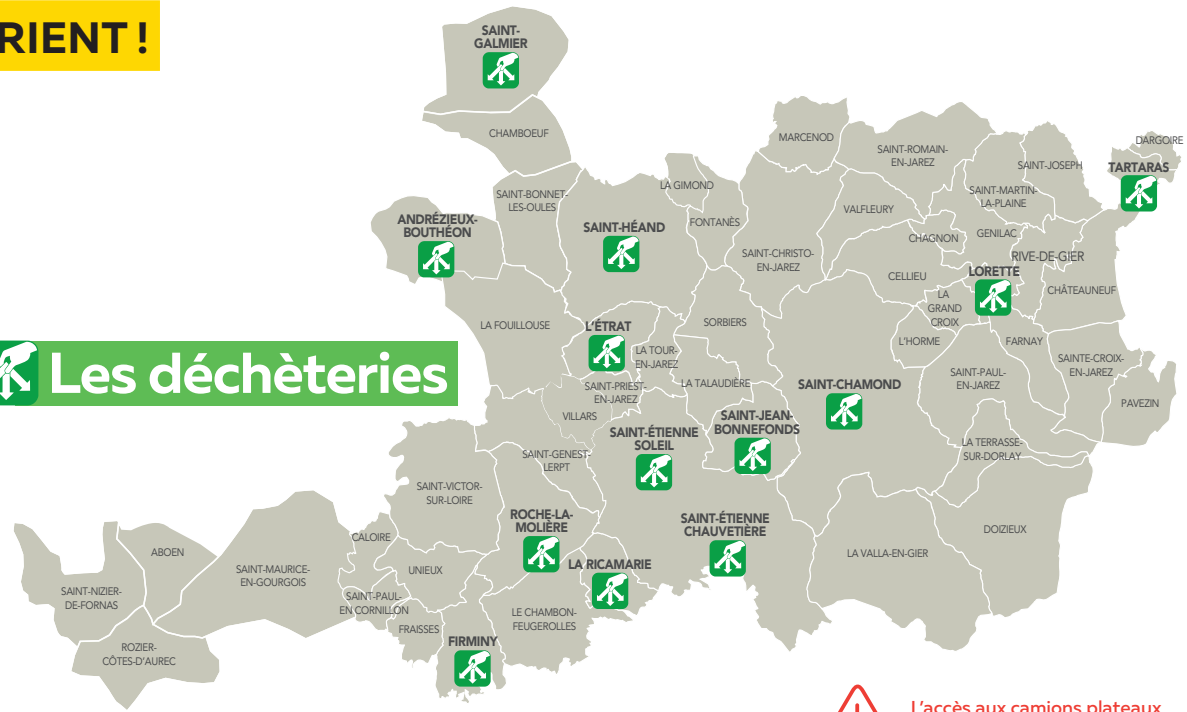 RIENT !
SAINT-
GALMIER
CHAMBOEUF
MARCENOD
DARGOIRE
SAINT-ROMAIN-
EN-JAREZ
SAINT-JOSEPH
TARTARAS
LA GIMOND
SAINT-MARTIN-
LA-PLAINE
SAINT-BONNET-
LES-OULES
VALFLEURY
ANDRÉZIEUX-
BOUTHÉON
SAINT-HÉAND
FONTANÈS
CHAGNON
GENILAC
SAINT-CHRISTO-
EN-JAREZ
RIVE-DE-GIER
CELLIEU
LORETTE
CHÂTEAUNEUF
LA
GRAND
CROIX
LA FOUILLOUSE
L'ÉTRAT
SORBIERS
L'HORME
FARNAY
LA TOUR-
EN-JAREZ
SAINTE-CROIX-
EN-JAREZ
Les déchèteries
SAINT-PRIEST-
EN-JAREZ
LA TALAUDIÈRE
SAINT-CHAMOND
SAINT-PAUL-
EN-JAREZ
PAVEZIN
VILLARS
SAINT-JEAN-
BONNEFONDS
SAINT-ÉTIENNE
SOLEIL
LA TERRASSE-
SUR-DORLAY
SAINT-GENEST-
LERPT
SAINT-VICTOR-
SUR-LOIRE
ROCHE-LA-
MOLIÈRE
SAINT-ÉTIENNE
CHAUVETIÈRE
DOIZIEUX
CALOIRE
ABOEN
LA VALLA-EN-GIER
LA RICAMARIE
UNIEUX
SAINT-MAURICE-
EN-GOURGOIS
SAINT-NIZIER-
DE-FORNAS
SAINT-PAUL-
EN CORNILLON
LE CHAMBON-
FEUGEROLLES
FRAISSES
FIRMINY
ROZIER-
CÔTES-D'AUREC
L'accès aux camions plateaux